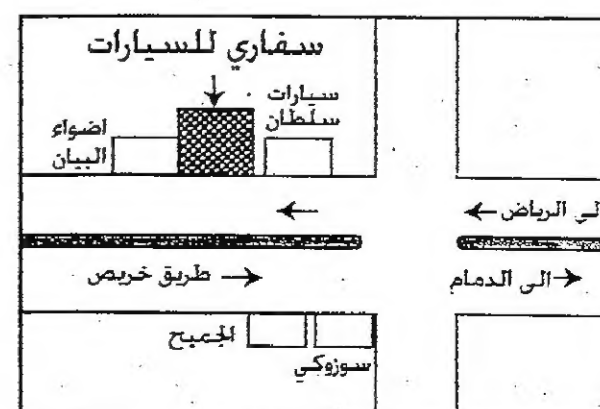 سفاري للسيارات
سيارات
سلطان
اضواء
البيان
الى الرياض
طريق خريص
الى الدمام
الجميح
سوزوكي